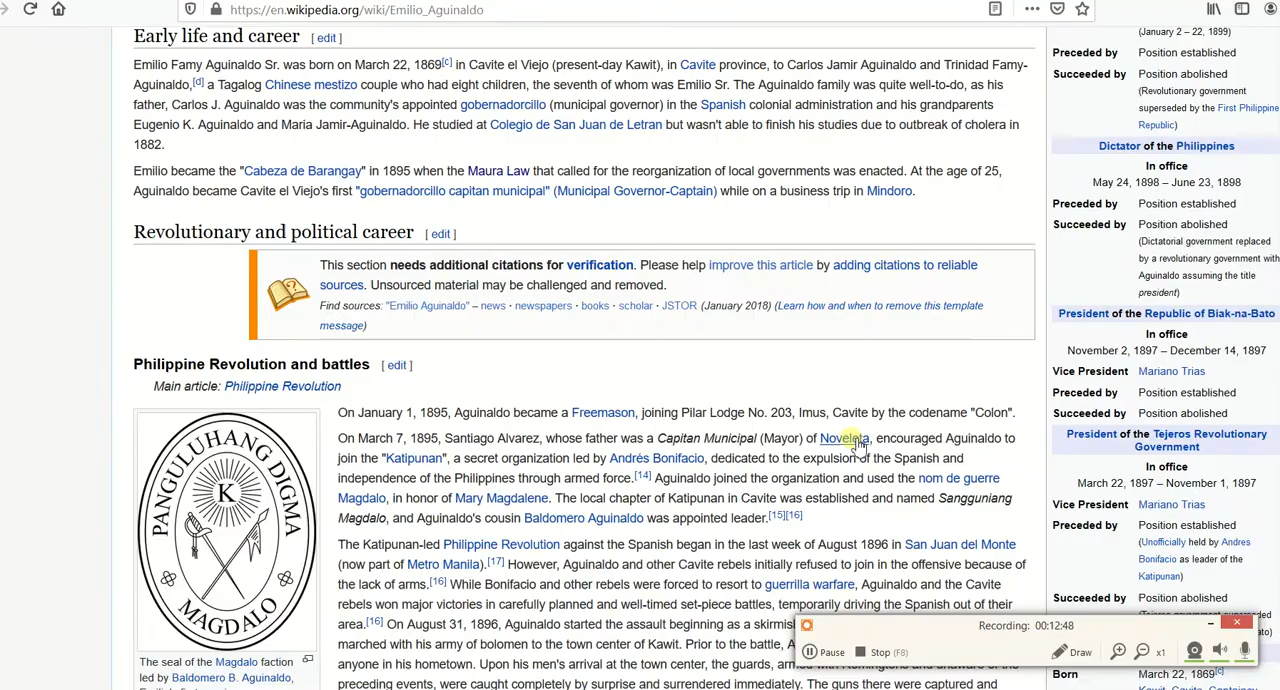 https://en.wikipedia.org/wiki/Emilio_Aguinaldo
Early life and career [ edit ]
Emilio Famy Aguinaldo Sr. was born on March 22, 1869[c] in Cavite el Viejo (present-day Kawit), in Cavite province, to Carlos Jamir Aguinaldo and Trinidad Famy-
Aguinaldo,[d] a Tagalog Chinese mestizo couple who had eight children, the seventh of whom was Emilio Sr. The Aguinaldo family was quite well-to-do, as his
father, Carlos J. Aguinaldo was the community's appointed gobernadorcillo (municipal governor) in the Spanish colonial administration and his grandparents
Eugenio K. Aguinaldo and Maria Jamir-Aguinaldo. He studied at Colegio de San Juan de Letran but wasn't able to finish his studies due to outbreak of cholera in
1882.
Emilio became the "Cabeza de Barangay" in 1895 when the Maura Law that called for the reorganization of local governments was enacted. At the age of 25,
Aguinaldo became Cavite el Viejo's first "gobernadorcillo capitan municipal" (Municipal Governor-Captain) while on a business trip in Mindoro.
Revolutionary and political career [ edit ]
This section needs additional citations for verification. Please help improve this article by adding citations to reliable
sources. Unsourced material may be challenged and removed.
Find sources: "Emilio Aguinaldo" – news · newspapers · books · scholar · JSTOR (January 2018) (Learn how and when to remove this template
message)
Philippine Revolution and battles [ edit ]
Main article: Philippine Revolution
On January 1, 1895, Aguinaldo became a Freemason, joining Pilar Lodge No. 203, Imus, Cavite by the codename "Colon".
On March 7, 1895, Santiago Alvarez, whose father was a Capitan Municipal (Mayor) of Noveleta, encouraged Aguinaldo to
join the "Katipunan", a secret organization led by Andrés Bonifacio, dedicated to the expulsion of the Spanish and
independence of the Philippines through armed force.[14] Aguinaldo joined the organization and used the nom de guerre
Magdalo, in honor of Mary Magdalene. The local chapter of Katipunan in Cavite was established and named Sangguniang
Magdalo, and Aguinaldo's cousin Baldomero Aguinaldo was appointed leader.[15][16]
The Katipunan-led Philippine Revolution against the Spanish began in the last week of August 1896 in San Juan del Monte
(now part of Metro Manila).[17] However, Aguinaldo and other Cavite rebels initially refused to join in the offensive because of
the lack of arms.[16] While Bonifacio and other rebels were forced to resort to guerrilla warfare, Aguinaldo and the Cavite
rebels won major victories in carefully planned and well-timed set-piece battles, temporarily driving the Spanish out of their
area.[16] On August 31, 1896, Aguinaldo started the assault beginning as a skirmis
marched with his army of bolomen to the town center of Kawit. Prior to the battle, A
anyone in his hometown. Upon his men's arrival at the town center, the guards, arm
preceding events, were caught completely by surprise and surrendered immediately. The guns there were captured and
PANGULUHANG DIGMA
K
MAGDALO
The seal of the Magdalo faction
led by Baldomero B. Aguinaldo,
(January 2 – 22, 1899)
Preceded by Position established
Succeeded by Position abolished
(Revolutionary government
superseded by the First Philippine
Republic)
Dictator of the Philippines
In office
May 24, 1898 – June 23, 1898
Preceded by Position established
Succeeded by Position abolished
(Dictatorial government replaced
by a revolutionary government with
Aguinaldo assuming the title
president)
President of the Republic of Biak-na-Bato
In office
November 2, 1897 – December 14, 1897
Vice President Mariano Trias
Preceded by Position established
Succeeded by Position abolished
President of the Tejeros Revolutionary
Government
In office
March 22, 1897 – November 1, 1897
Vice President Mariano Trias
Preceded by Position established
(Unofficially held by Andres
Bonifacio as leader of the
Katipunan)
Succeeded by Position abolished
Born March 22, 1869[c]
Recording: 00:12:48
Pause Stop (F8) Draw x1